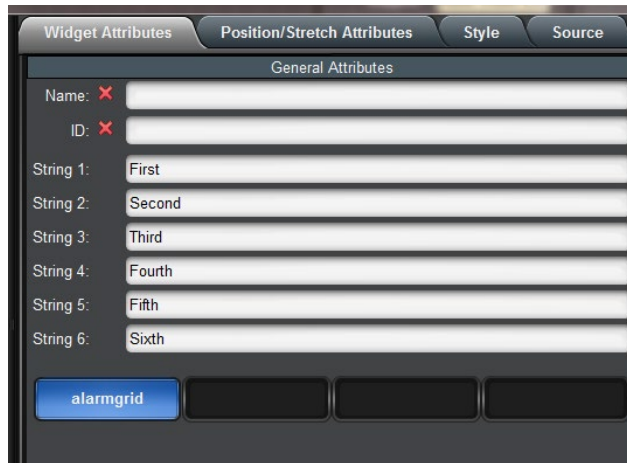 Widget Attributes Position/Stretch Attributes Style Source
General Attributes
Name:
ID:
String 1: First
String 2: Second
String 3: Third
String 4: Fourth
String 5: Fifth
String 6: Sixth
alarmgrid